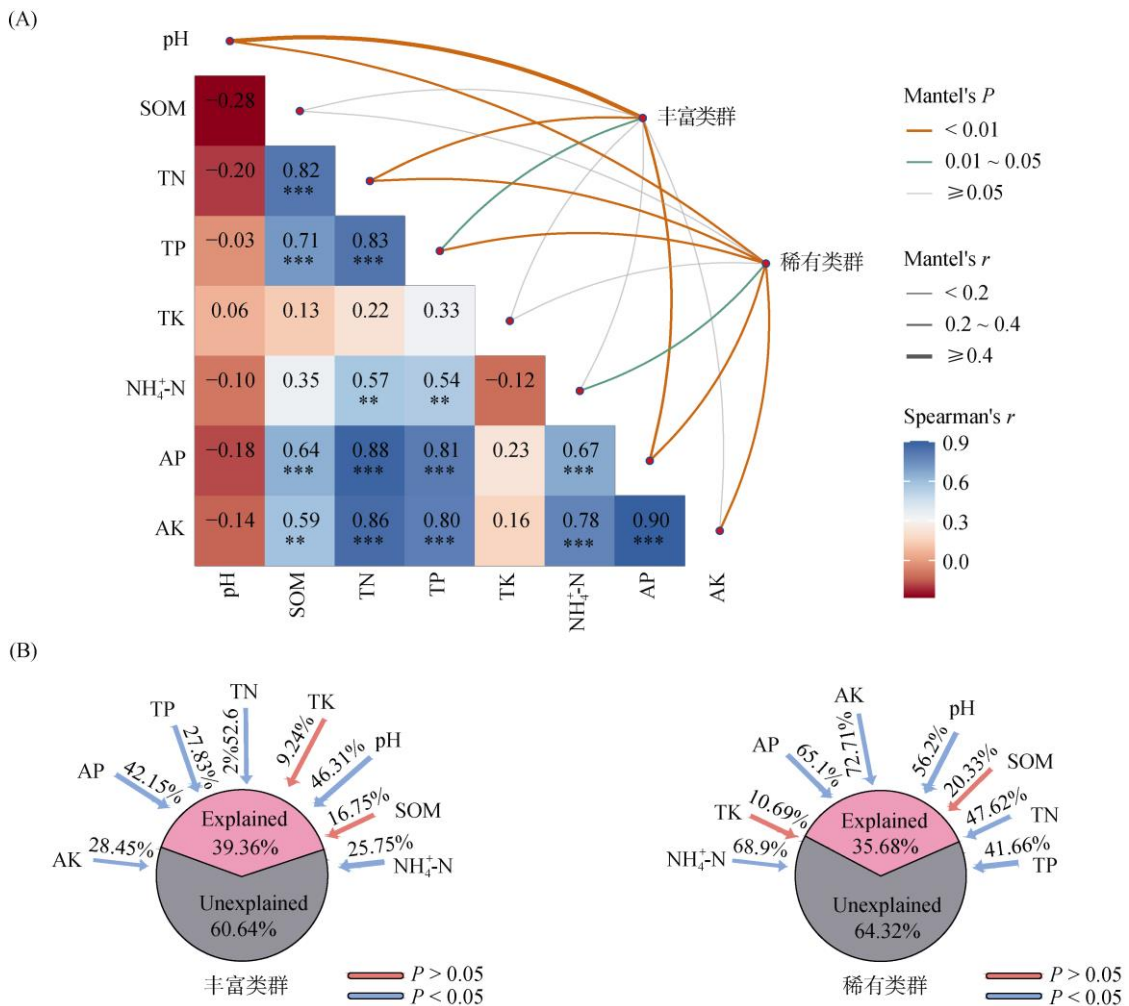 (A)
pH
SOM
TN
TP
TK
NH₄⁺-N
AP
AK
−0.28
−0.20 0.82 ***
−0.03 0.71 *** 0.83 ***
0.06 0.13 0.22 0.33
−0.10 0.35 0.57 ** 0.54 ** −0.12
−0.18 0.64 *** 0.88 *** 0.81 *** 0.23 0.67 ***
−0.14 0.59 ** 0.86 *** 0.80 *** 0.16 0.78 *** 0.90 ***
pH SOM TN TP TK NH₄⁺-N AP AK
丰富类群
稀有类群
Mantel's P
< 0.01
0.01 ~ 0.05
⩾0.05
Mantel's r
< 0.2
0.2 ~ 0.4
⩾0.4
Spearman's r
0.9
0.6
0.3
0.0
(B)
AK 28.45%
AP 42.15%
TP 27.83%
TN 2%52.6
TK 9.24%
pH 46.31%
SOM 16.75%
NH₄⁺-N 25.75%
Explained
39.36%
Unexplained
60.64%
丰富类群
P > 0.05
P < 0.05
NH₄⁺-N 68.9%
TK 10.69%
AP 65.1%
AK 72.71%
pH 56.2%
SOM 20.33%
TN 47.62%
TP 41.66%
Explained
35.68%
Unexplained
64.32%
稀有类群
P > 0.05
P < 0.05